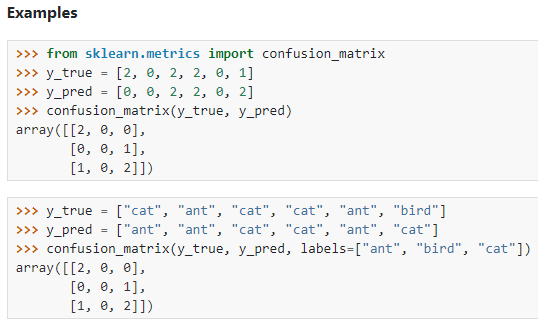 Examples
>>> from sklearn.metrics import confusion_matrix
>>> y_true = [2, 0, 2, 2, 0, 1]
>>> y_pred = [0, 0, 2, 2, 0, 2]
>>> confusion_matrix(y_true, y_pred)
array([[2, 0, 0],
       [0, 0, 1],
       [1, 0, 2]])
>>> y_true = ["cat", "ant", "cat", "cat", "ant", "bird"]
>>> y_pred = ["ant", "ant", "cat", "cat", "ant", "cat"]
>>> confusion_matrix(y_true, y_pred, labels=["ant", "bird", "cat"])
array([[2, 0, 0],
       [0, 0, 1],
       [1, 0, 2]])